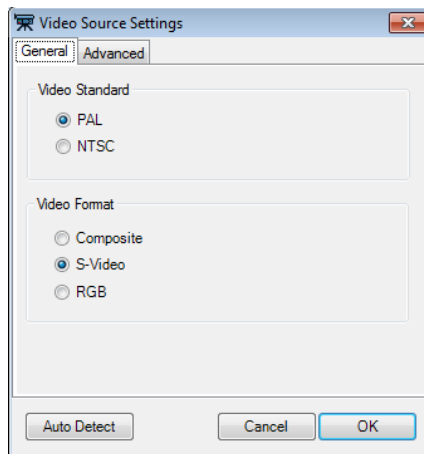 Video Source Settings
General Advanced
Video Standard
PAL
NTSC
Video Format
Composite
S-Video
RGB
Auto Detect Cancel OK